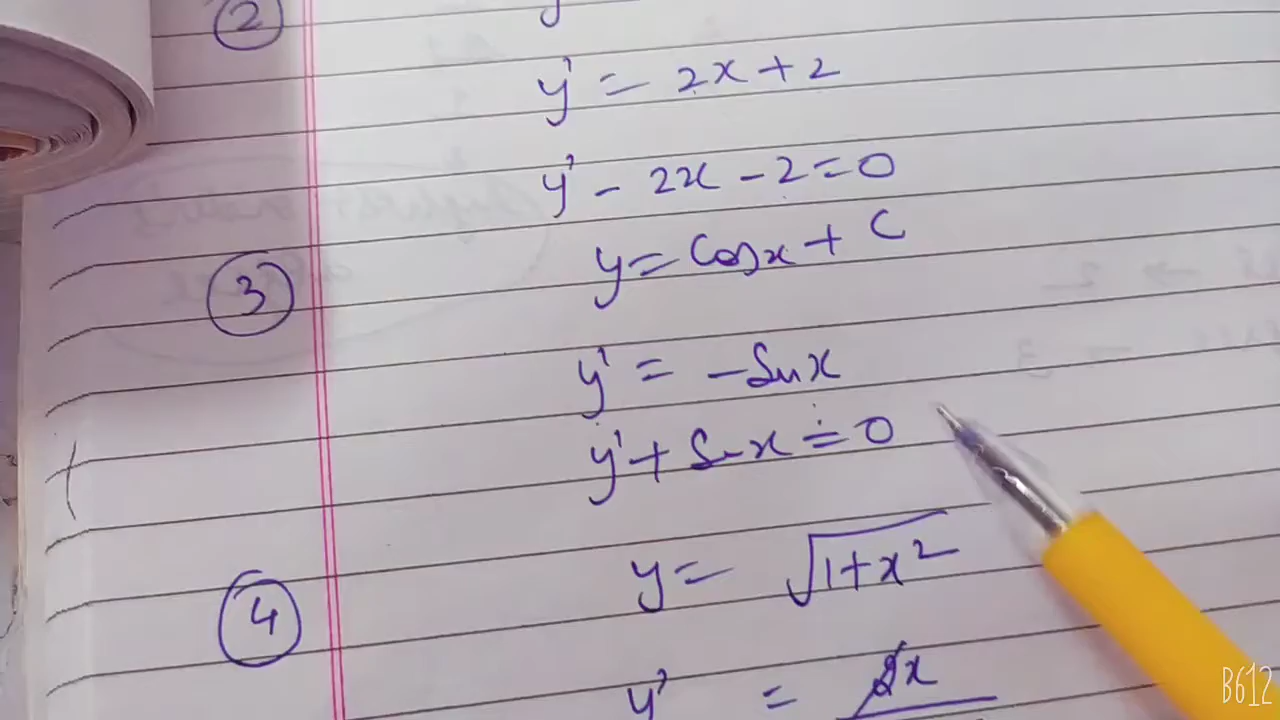 2
y' = 2x + 2
y' - 2x - 2 = 0
3
y = Cosx + C
y' = - Sinx
y' + Sinx = 0
4
y = √1+x²
y' = 2x
B612